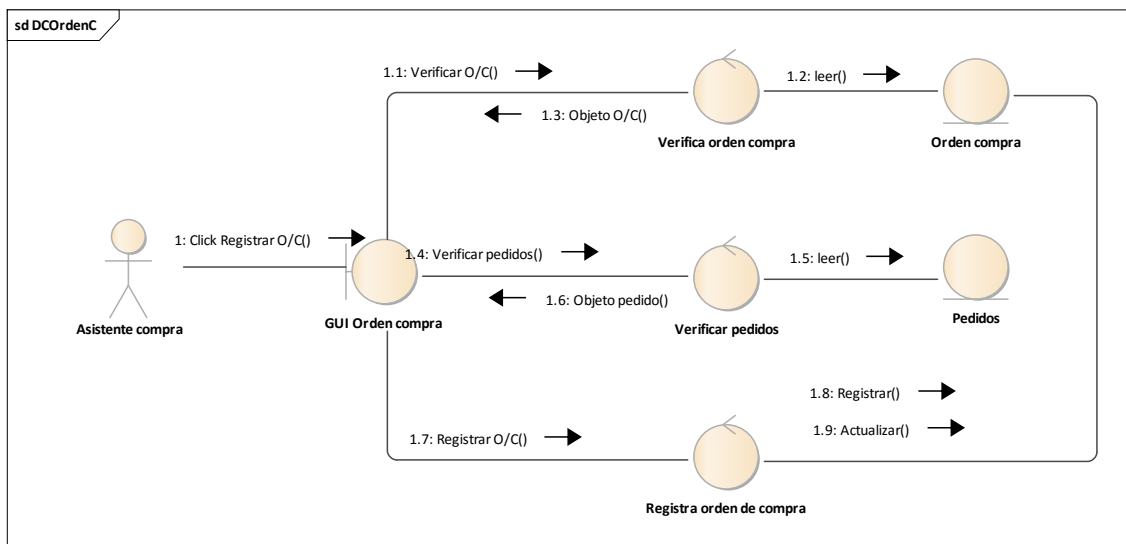 sd DCOrdenC
1.1: Verificar O/C()
1.2: leer()
1.3: Objeto O/C()
Verifica orden compra
Orden compra
1: Click Registrar O/C()
1.4: Verificar pedidos()
1.5: leer()
1.6: Objeto pedido()
Asistente compra
GUI Orden compra
Verificar pedidos
Pedidos
1.8: Registrar()
1.7: Registrar O/C()
1.9: Actualizar()
Registra orden de compra